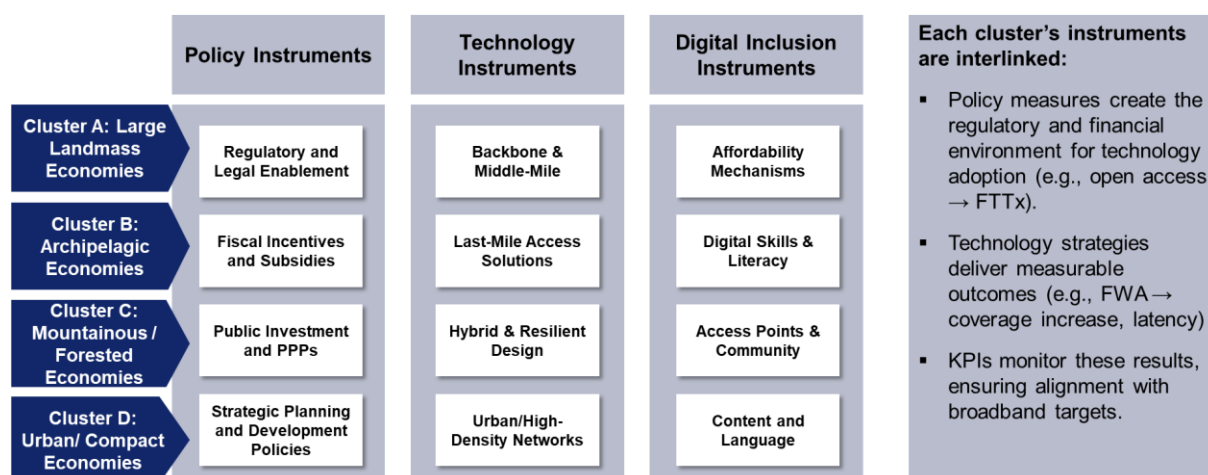 Policy Instruments
Technology
Instruments
Digital Inclusion
Instruments
Cluster A: Large
Landmass
Economies
Regulatory and
Legal Enablement
Backbone &
Middle-Mile
Affordability
Mechanisms
Cluster B:
Archipelagic
Economies
Fiscal Incentives
and Subsidies
Last-Mile Access
Solutions
Digital Skills &
Literacy
Cluster C:
Mountainous /
Forested
Economies
Public Investment
and PPPs
Hybrid & Resilient
Design
Access Points &
Community
Cluster D:
Urban/ Compact
Economies
Strategic Planning
and Development
Policies
Urban/High-
Density Networks
Content and
Language
Each cluster’s instruments
are interlinked:
▪ Policy measures create the
regulatory and financial
environment for technology
adoption (e.g., open access
→ FTTx).
▪ Technology strategies
deliver measurable
outcomes (e.g., FWA→
coverage increase, latency)
▪ KPIs monitor these results,
ensuring alignment with
broadband targets.